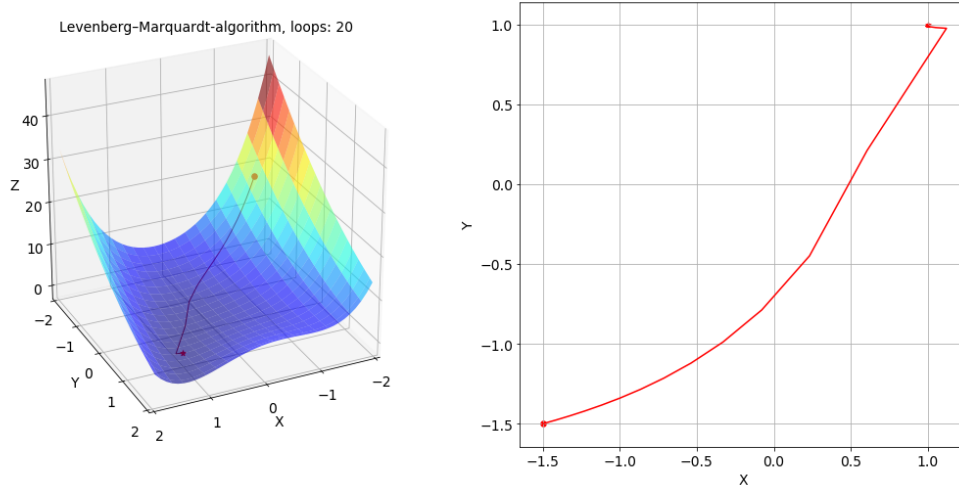 Levenberg–Marquardt-algorithm, loops: 20
40
30
Z
20
10
0
−2
−1
Y 0
1
2
2
1
0
X
−1
−2
1.0
0.5
0.0
Y
−0.5
−1.0
−1.5
−1.5 −1.0 −0.5 0.0 0.5 1.0
X